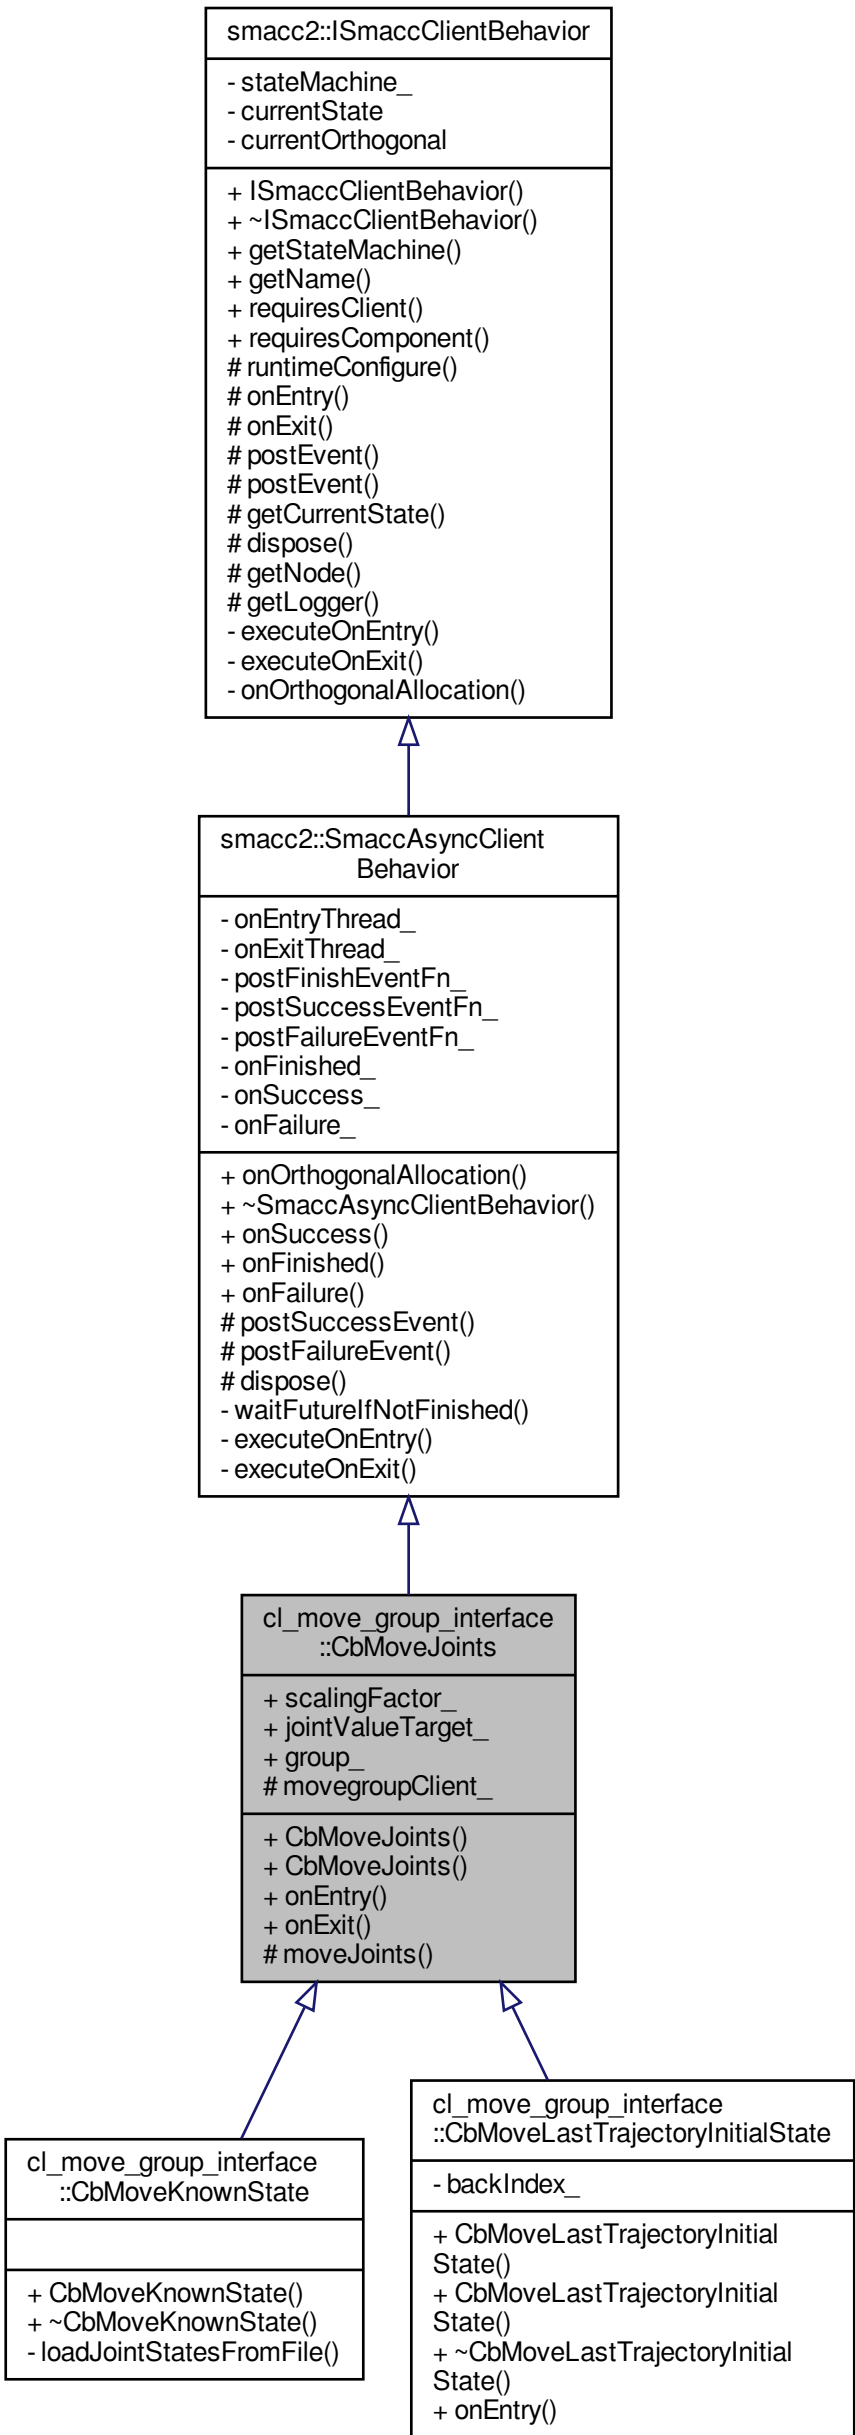 smacc2::ISmaccClientBehavior
- stateMachine_
- currentState
- currentOrthogonal
+ ISmaccClientBehavior()
+ ~ISmaccClientBehavior()
+ getStateMachine()
+ getName()
+ requiresClient()
+ requiresComponent()
# runtimeConfigure()
# onEntry()
# onExit()
# postEvent()
# postEvent()
# getCurrentState()
# dispose()
# getNode()
# getLogger()
- executeOnEntry()
- executeOnExit()
- onOrthogonalAllocation()
smacc2::SmaccAsyncClient
Behavior
- onEntryThread_
- onExitThread_
- postFinishEventFn_
- postSuccessEventFn_
- postFailureEventFn_
- onFinished_
- onSuccess_
- onFailure_
+ onOrthogonalAllocation()
+ ~SmaccAsyncClientBehavior()
+ onSuccess()
+ onFinished()
+ onFailure()
# postSuccessEvent()
# postFailureEvent()
# dispose()
- waitFutureIfNotFinished()
- executeOnEntry()
- executeOnExit()
cl_move_group_interface
::CbMoveJoints
+ scalingFactor_
+ jointValueTarget_
+ group_
# movegroupClient_
+ CbMoveJoints()
+ CbMoveJoints()
+ onEntry()
+ onExit()
# moveJoints()
cl_move_group_interface
::CbMoveKnownState
+ CbMoveKnownState()
+ ~CbMoveKnownState()
- loadJointStatesFromFile()
cl_move_group_interface
::CbMoveLastTrajectoryInitialState
- backIndex_
+ CbMoveLastTrajectoryInitial
State()
+ CbMoveLastTrajectoryInitial
State()
+ ~CbMoveLastTrajectoryInitial
State()
+ onEntry()